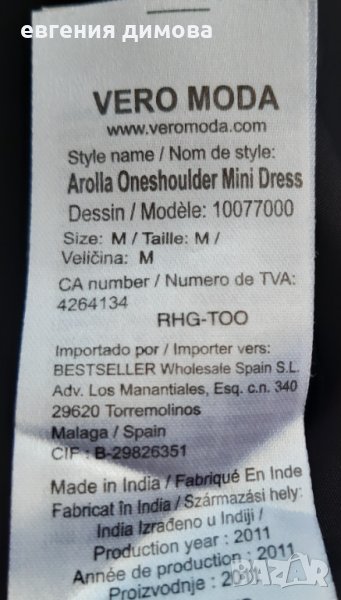 евгения димова
VERO MODA
www.veromoda.com
Style name / Nom de style:
Arolla Oneshoulder Mini Dress
Dessin / Modèle: 10077000
Size: M / Taille: M /
Veličina: M
CA number / Numero de TVA:
4264134
RHG-TOO
Importado por / Importer vers:
BESTSELLER Wholesale Spain S.L.
Adv. Los Manantiales, Esq. c.n. 340
29620 Torremolinos
Malaga / Spain
CIF : B-29826351
Made in India / Fabriqué En Inde
Fabricat în India / Származási hely:
India Izrađeno u Indiji /
Production year : 2011
Année de production : 2011
Proizvodnje : 2011
BAZAR